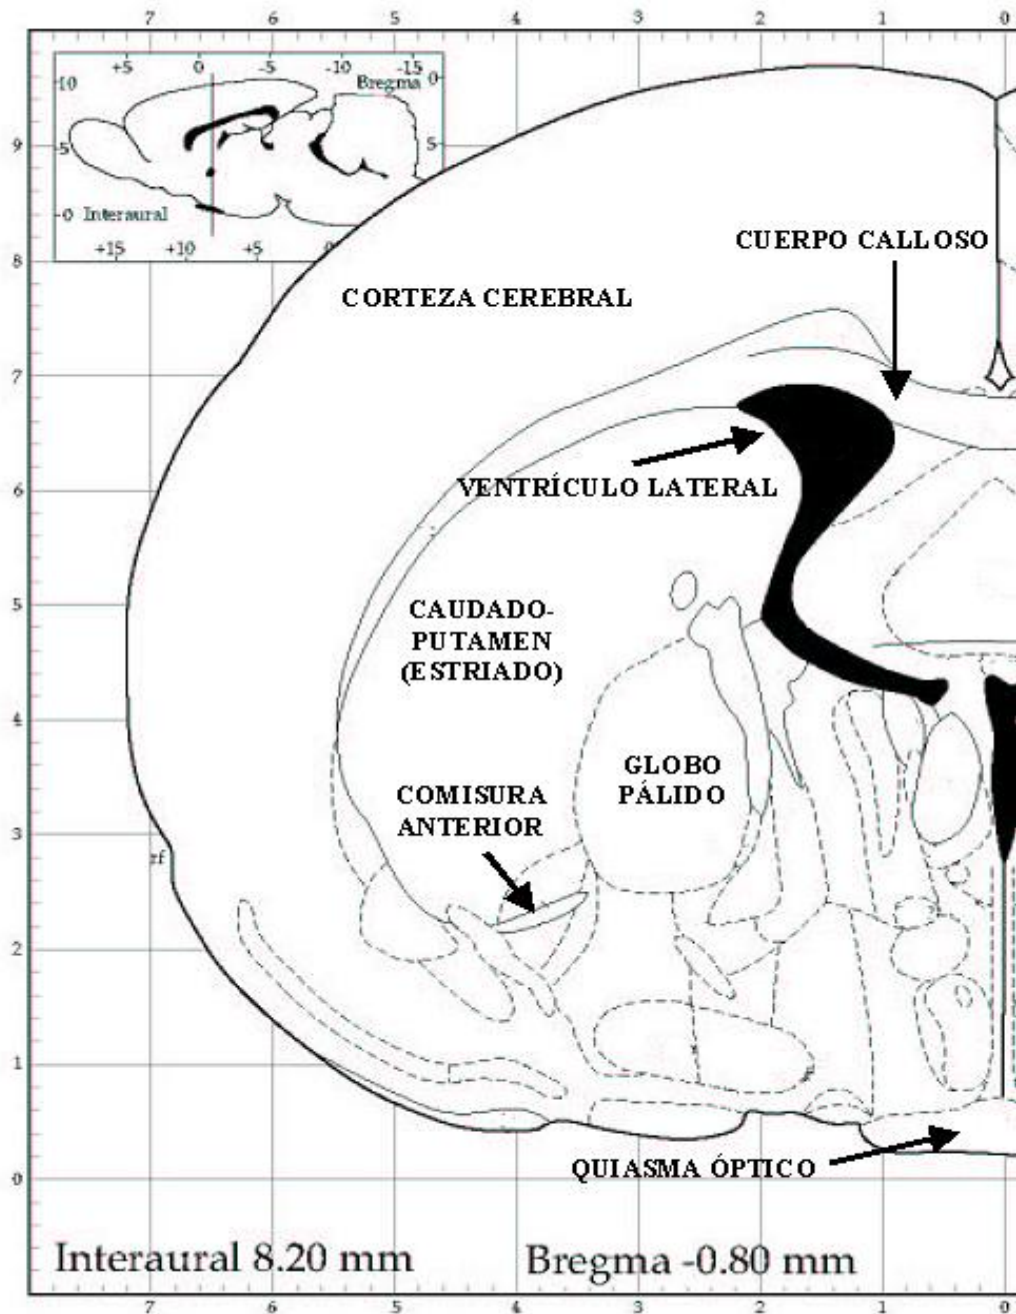 7 6 5 4 3 2 1 0
+5 0 -5 -10 -15
Bregma
10 0
-5 5
-0 Interaural
+15 +10 +5 0
9
8
7
6
5
4
3
2
1
0
CUERPO CALLOSO
CORTEZA CEREBRAL
VENTRÍCULO LATERAL
CAUDADO-
PUTAMEN
(ESTRIADO)
GLOBO
PÁLIDO
COMISURA
ANTERIOR
rf
QUIASMA ÓPTICO
Interaural 8.20 mm Bregma -0.80 mm
7 6 5 4 3 2 1 0